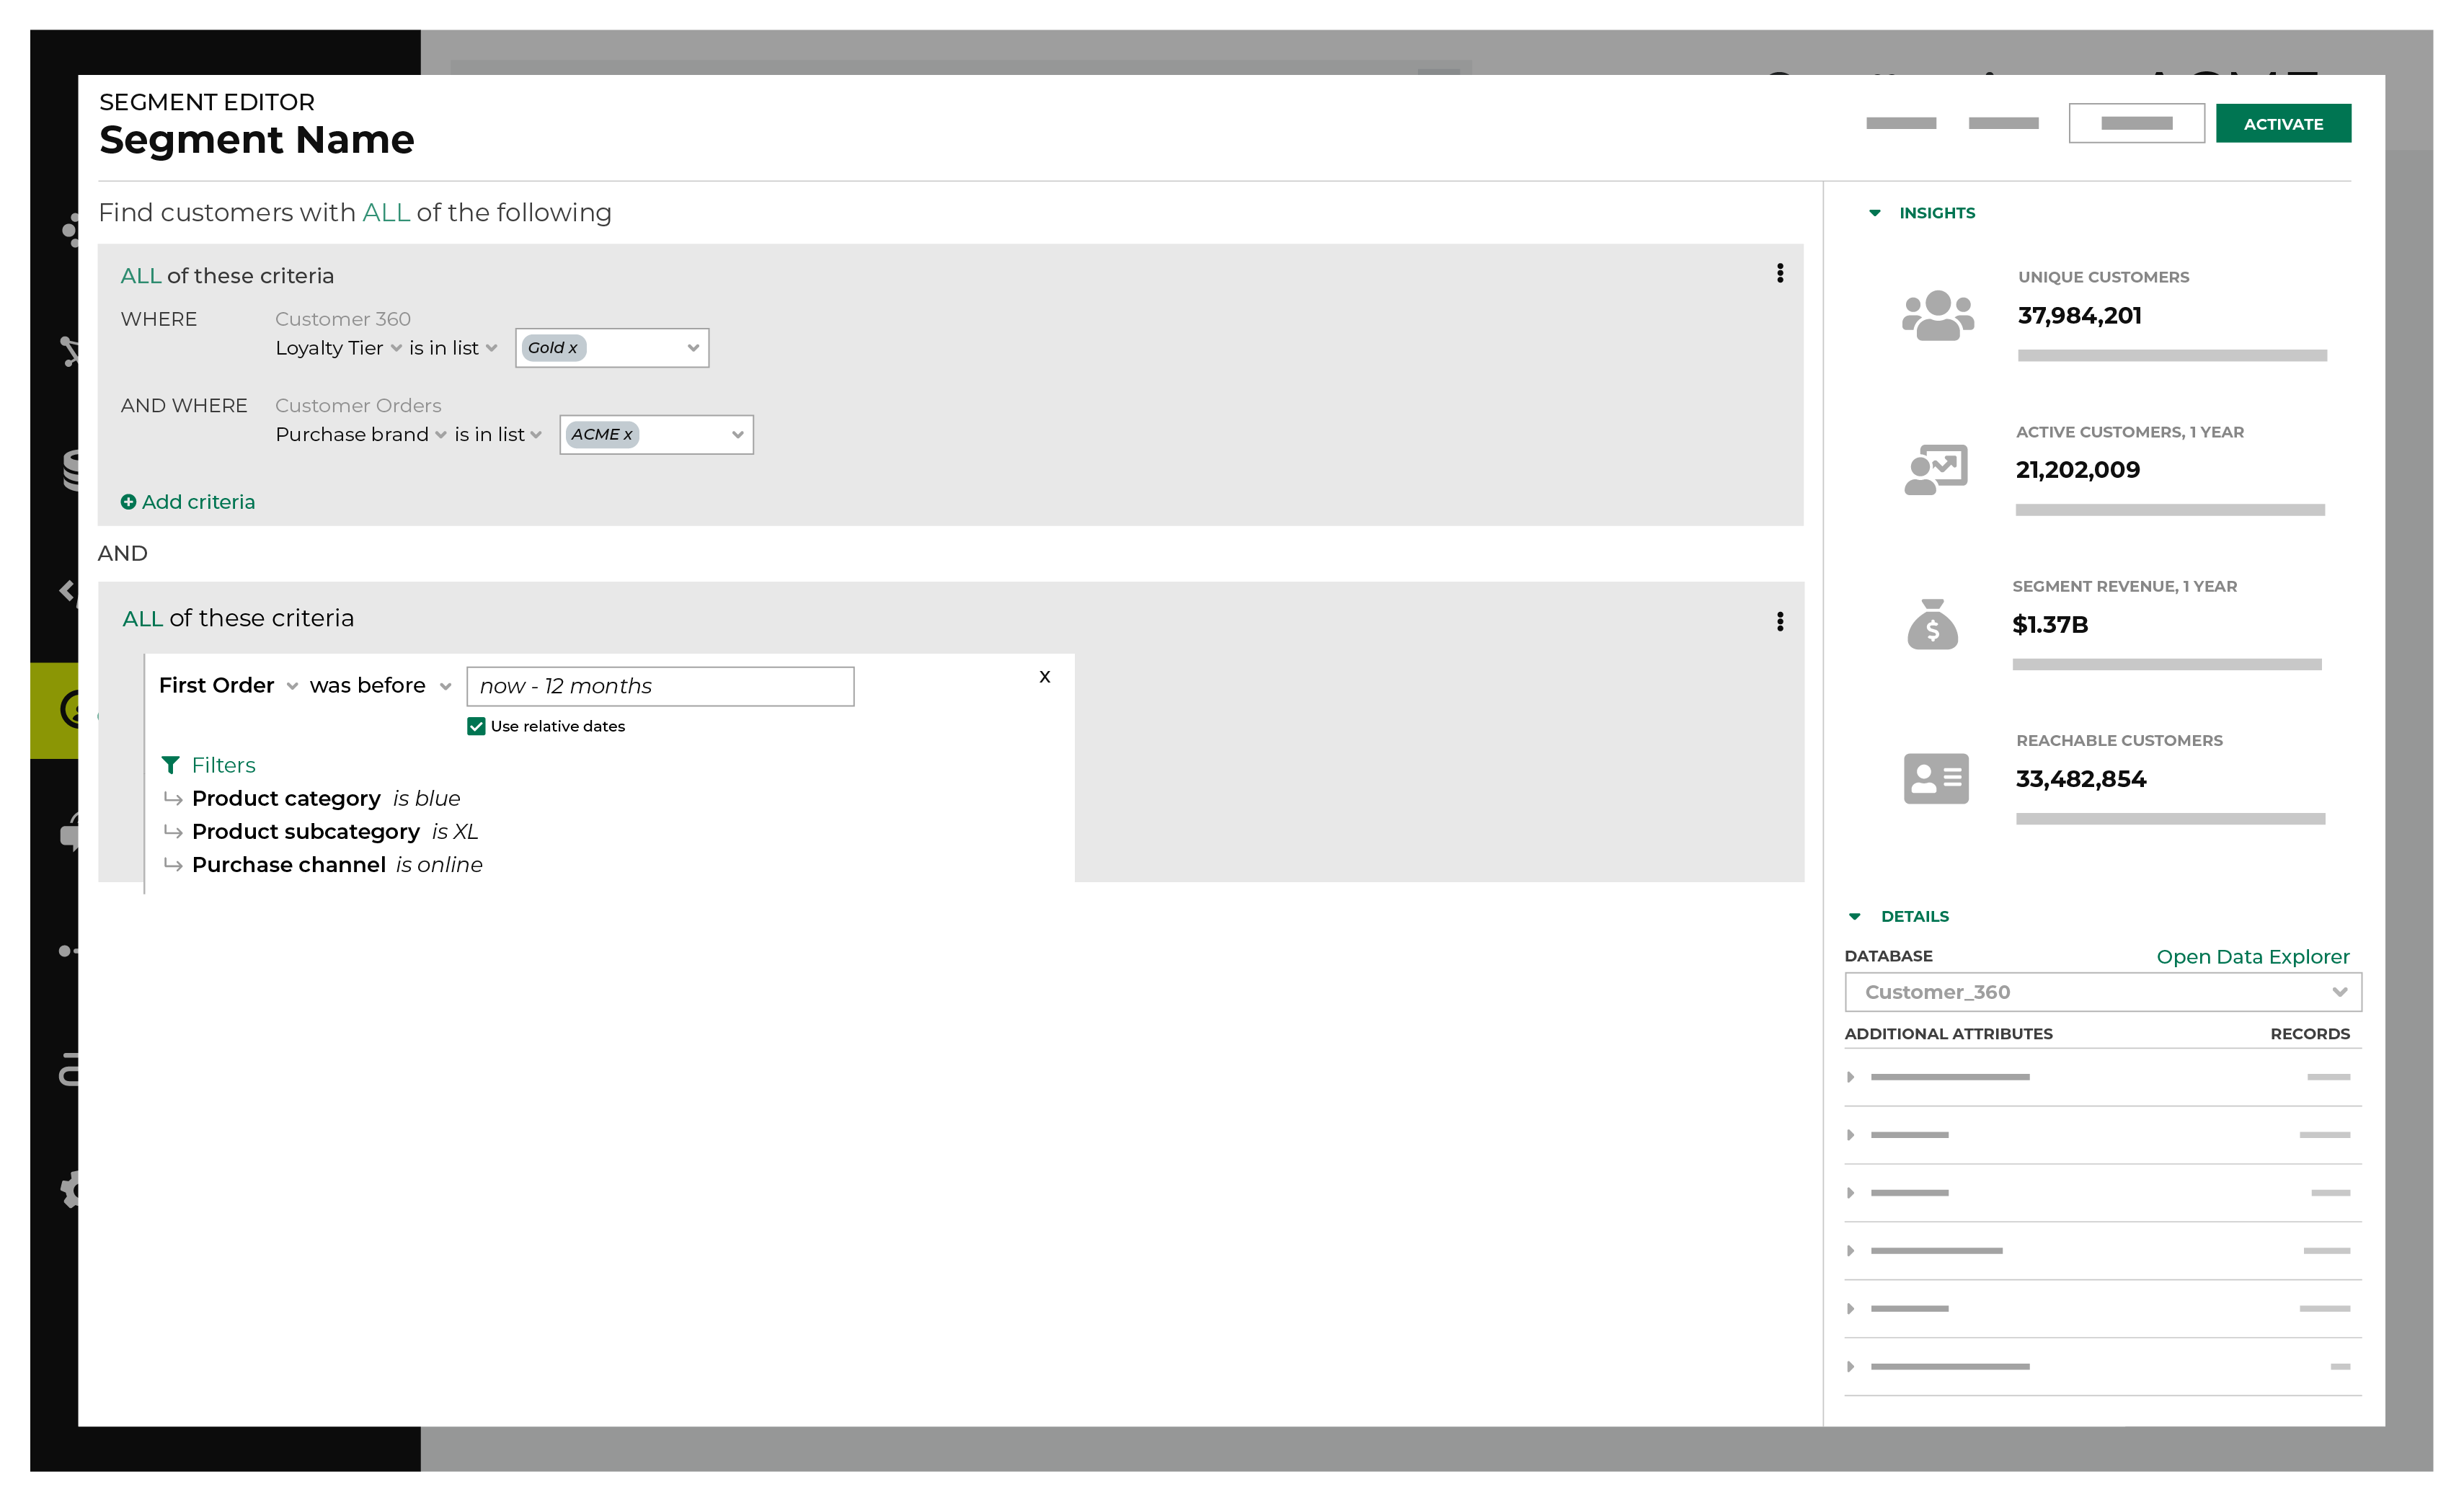 SEGMENT EDITOR
Segment Name
ACTIVATE
Find customers with ALL of the following
ALL of these criteria
WHERE
Customer 360
Loyalty Tier is in list Gold x
AND WHERE
Customer Orders
Purchase brand is in list ACME x
Add criteria
AND
ALL of these criteria
First Order was before now - 12 months
x
Use relative dates
Filters
Product category is blue
Product subcategory is XL
Purchase channel is online
INSIGHTS
UNIQUE CUSTOMERS
37,984,201
ACTIVE CUSTOMERS, 1 YEAR
21,202,009
SEGMENT REVENUE, 1 YEAR
$1.37B
REACHABLE CUSTOMERS
33,482,854
DETAILS
DATABASE
Open Data Explorer
Customer_360
ADDITIONAL ATTRIBUTES
RECORDS